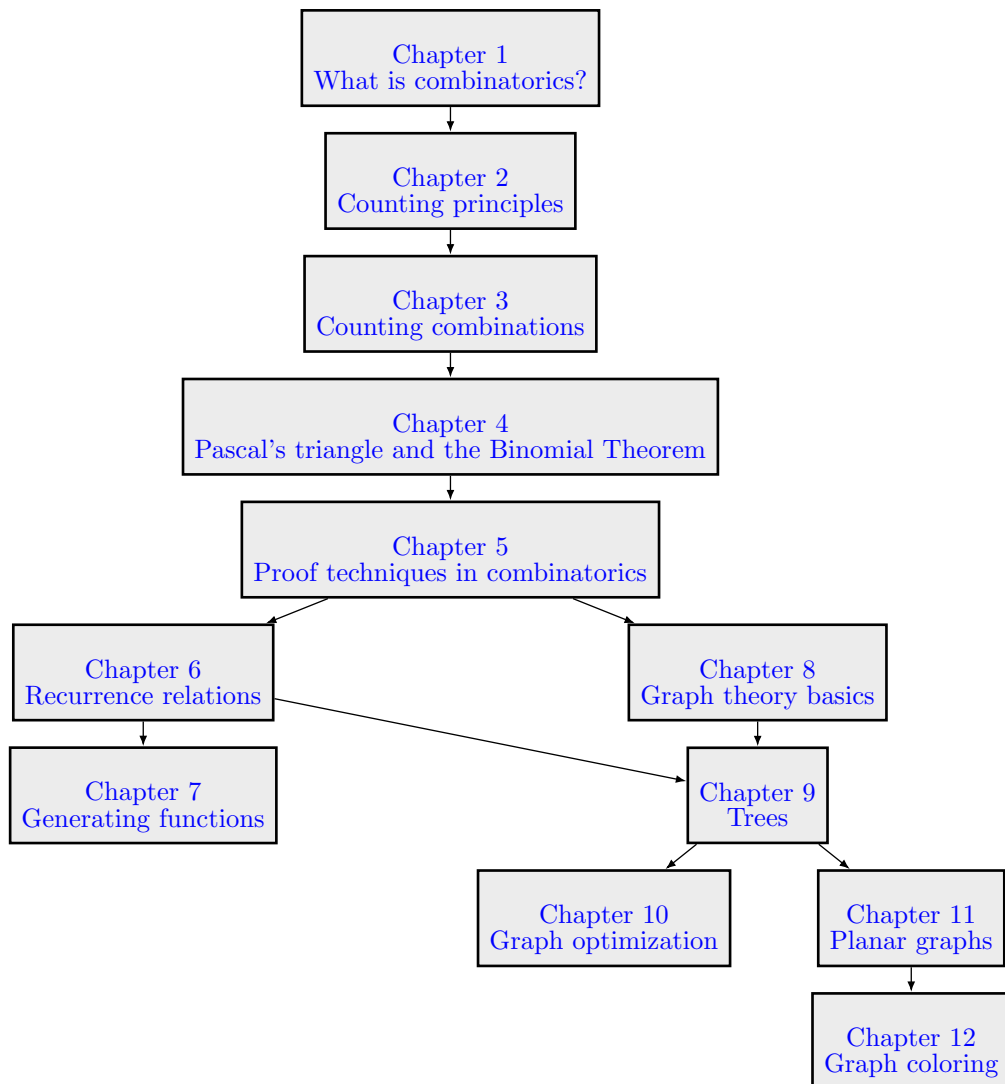 Chapter 1
What is combinatorics?
Chapter 2
Counting principles
Chapter 3
Counting combinations
Chapter 4
Pascal's triangle and the Binomial Theorem
Chapter 5
Proof techniques in combinatorics
Chapter 6
Recurrence relations
Chapter 8
Graph theory basics
Chapter 7
Generating functions
Chapter 9
Trees
Chapter 10
Graph optimization
Chapter 11
Planar graphs
Chapter 12
Graph coloring